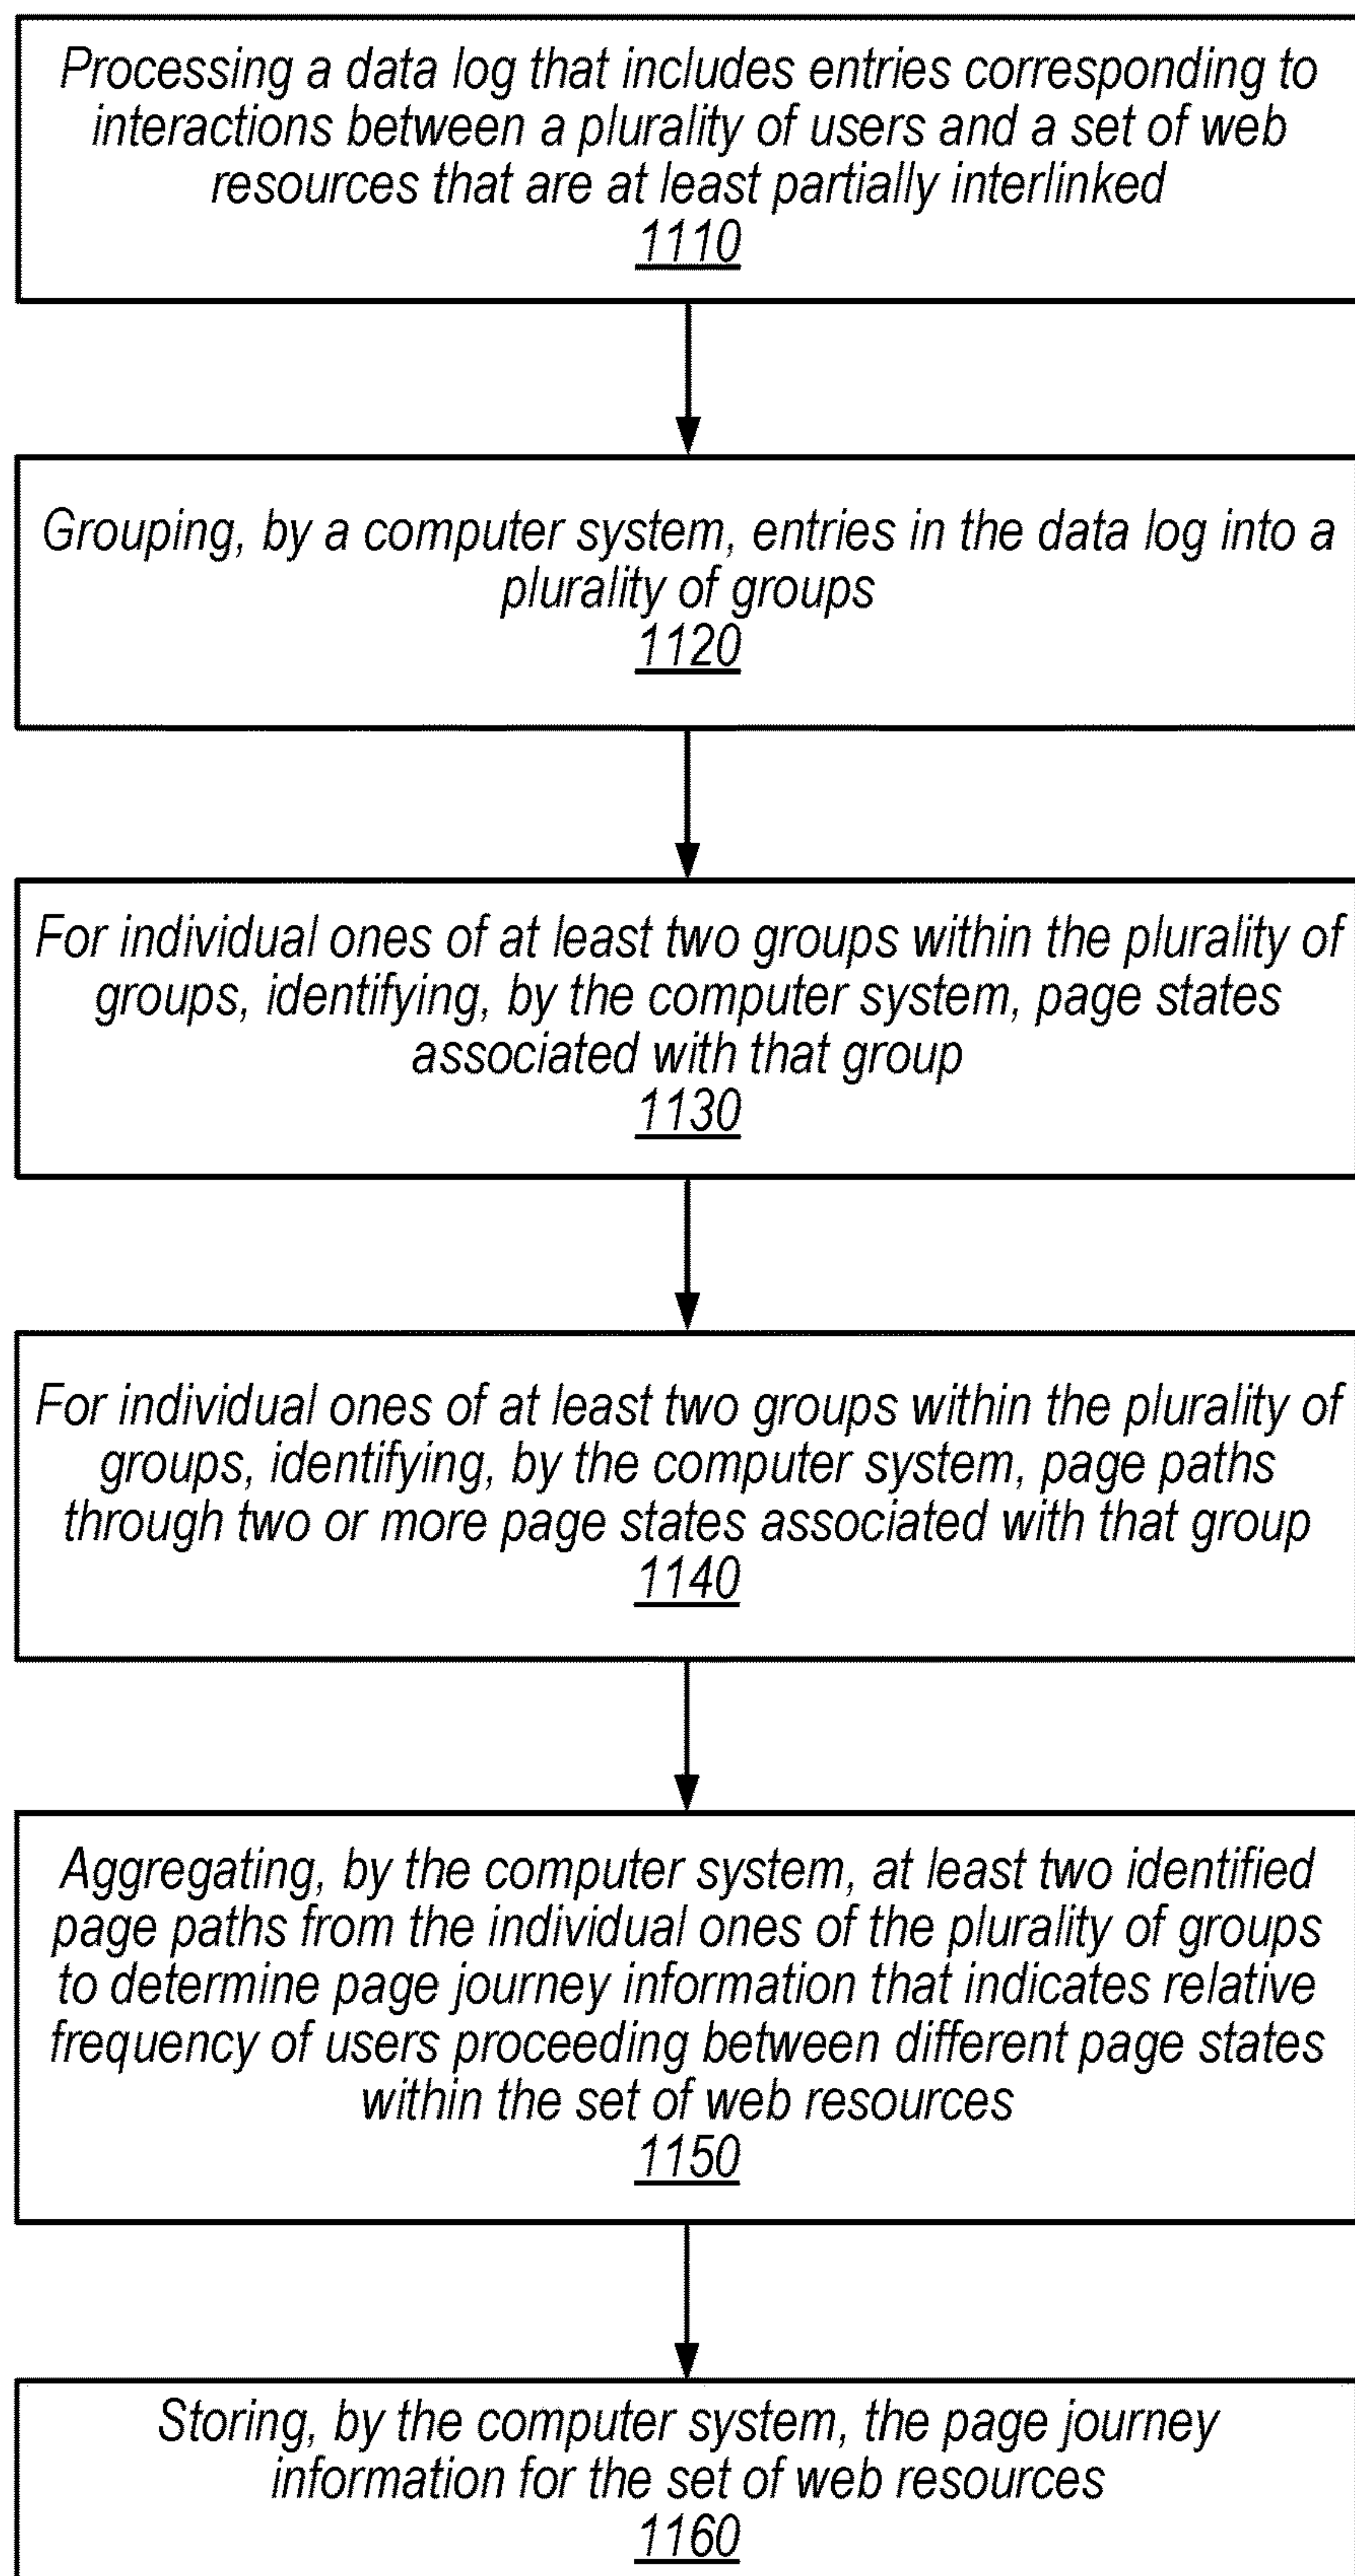 Processing a data log that includes entries corresponding to
interactions between a plurality of users and a set of web
resources that are at least partially interlinked
1110
Grouping, by a computer system, entries in the data log into a
plurality of groups
1120
For individual ones of at least two groups within the plurality of
groups, identifying, by the computer system, page states
associated with that group
1130
For individual ones of at least two groups within the plurality of
groups, identifying, by the computer system, page paths
through two or more page states associated with that group
1140
Aggregating, by the computer system, at least two identified
page paths from the individual ones of the plurality of groups
to determine page journey information that indicates relative
frequency of users proceeding between different page states
within the set of web resources
1150
Storing, by the computer system, the page journey
information for the set of web resources
1160